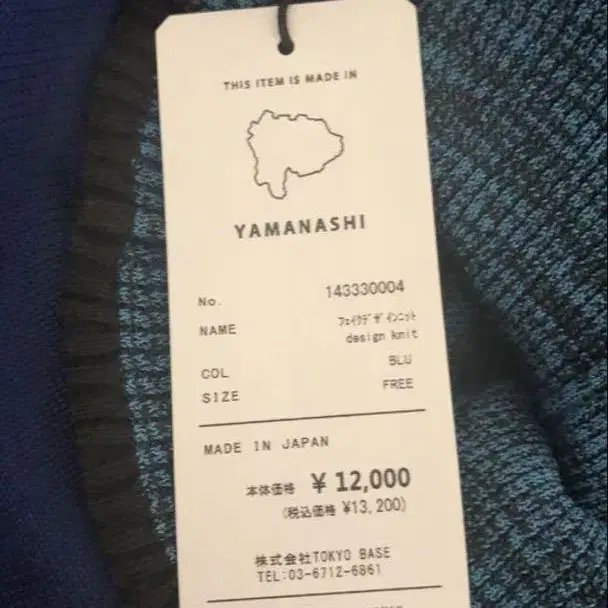 THIS ITEM IS MADE IN
YAMANASHI
No. 143330004
NAME ﾌｪｲｸﾃﾞｻﾞｲﾝﾆｯﾄ
design knit
COL BLU
SIZE FREE
MADE IN JAPAN
本体価格 ¥ 12,000
(税込価格 ¥13,200)
株式会社TOKYO BASE
TEL:03-6712-6861